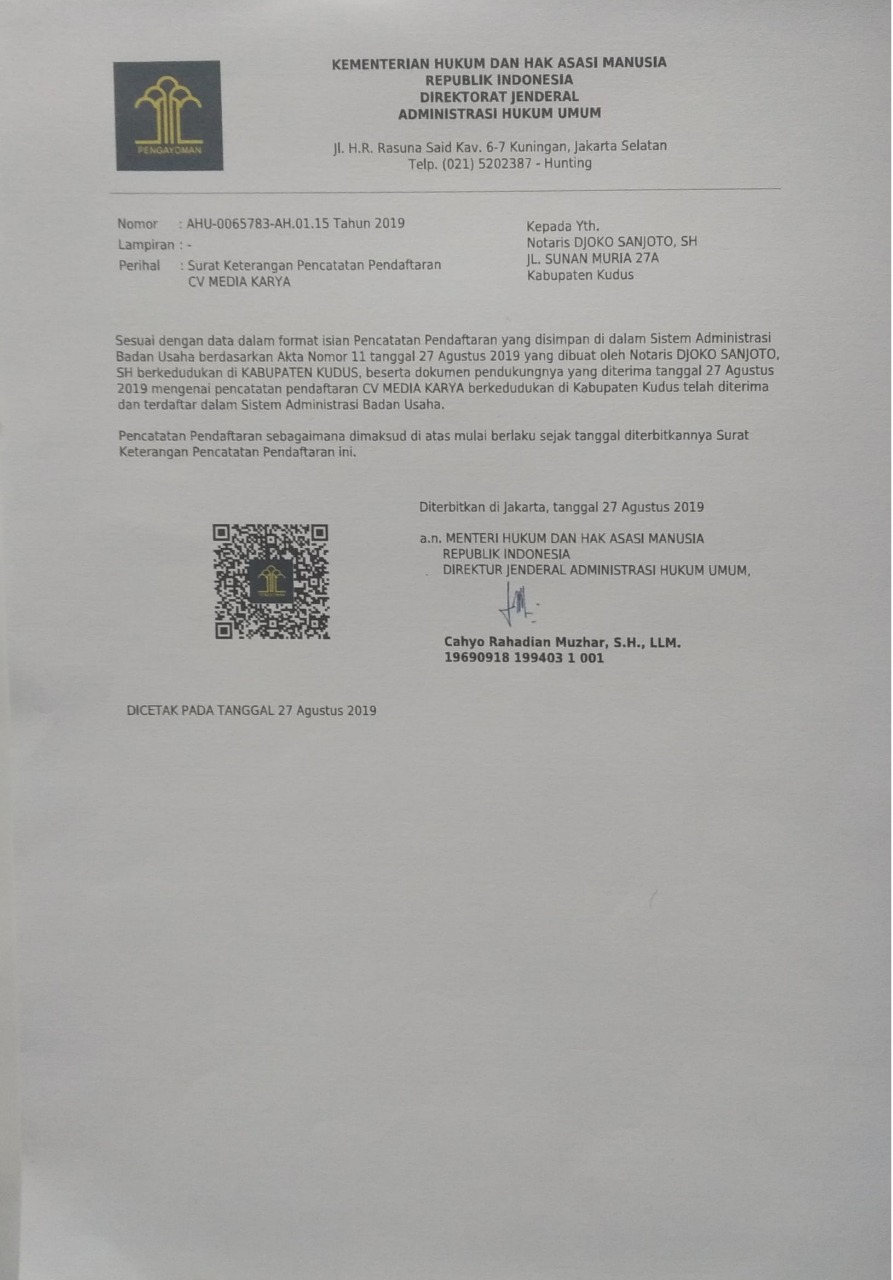 KEMENTERIAN HUKUM DAN HAK ASASI MANUSIA
REPUBLIK INDONESIA
DIREKTORAT JENDERAL
ADMINISTRASI HUKUM UMUM
PENGAYOMAN
Jl. H.R. Rasuna Said Kav. 6-7 Kuningan, Jakarta Selatan
Telp. (021) 5202387 - Hunting
Nomor : AHU-0065783-AH.01.15 Tahun 2019
Lampiran : -
Perihal : Surat Keterangan Pencatatan Pendaftaran
CV MEDIA KARYA
Kepada Yth.
Notaris DJOKO SANJOTO, SH
JL. SUNAN MURIA 27A
Kabupaten Kudus
Sesuai dengan data dalam format isian Pencatatan Pendaftaran yang disimpan di dalam Sistem Administrasi
Badan Usaha berdasarkan Akta Nomor 11 tanggal 27 Agustus 2019 yang dibuat oleh Notaris DJOKO SANJOTO,
SH berkedudukan di KABUPATEN KUDUS, beserta dokumen pendukungnya yang diterima tanggal 27 Agustus
2019 mengenai pencatatan pendaftaran CV MEDIA KARYA berkedudukan di Kabupaten Kudus telah diterima
dan terdaftar dalam Sistem Administrasi Badan Usaha.
Pencatatan Pendaftaran sebagaimana dimaksud di atas mulai berlaku sejak tanggal diterbitkannya Surat
Keterangan Pencatatan Pendaftaran ini.
Diterbitkan di Jakarta, tanggal 27 Agustus 2019
a.n. MENTERI HUKUM DAN HAK ASASI MANUSIA
REPUBLIK INDONESIA
DIREKTUR JENDERAL ADMINISTRASI HUKUM UMUM,
Cahyo Rahadian Muzhar, S.H., LLM.
19690918 199403 1 001
DICETAK PADA TANGGAL 27 Agustus 2019